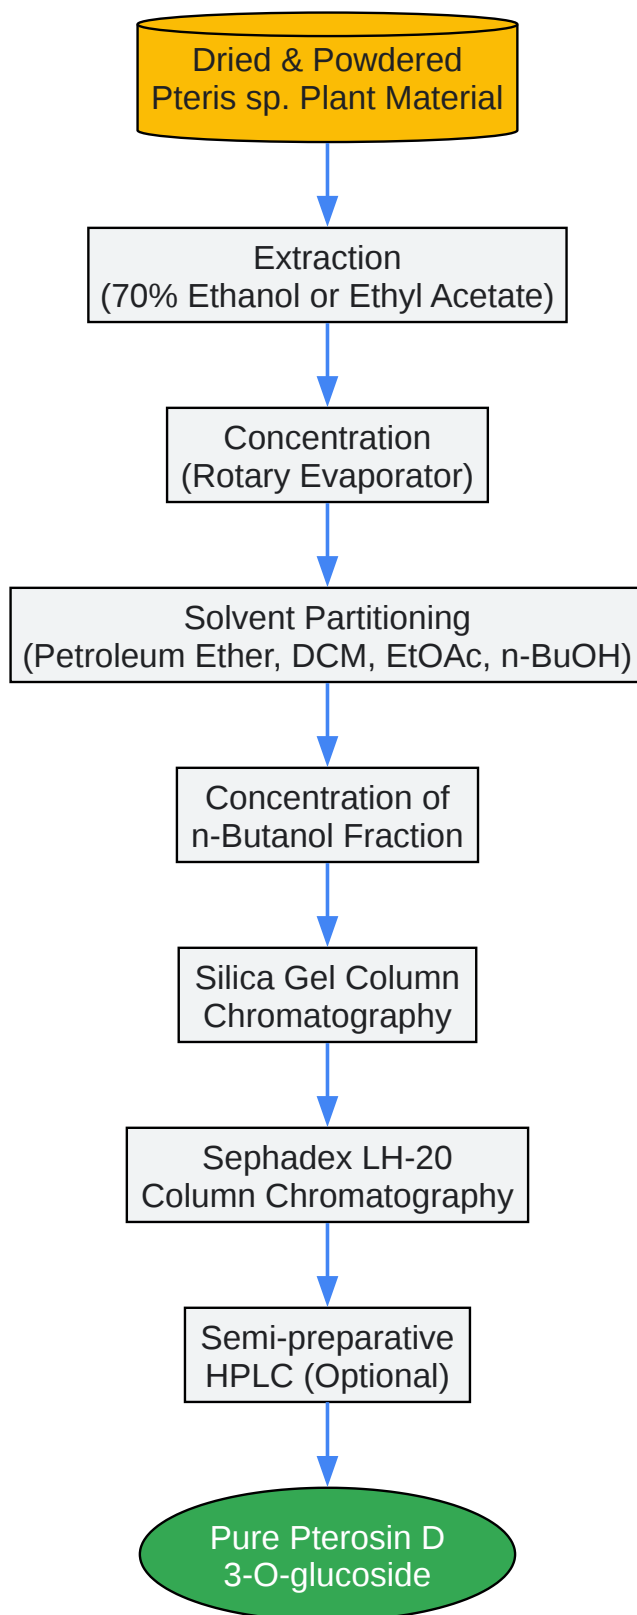 Dried & Powdered
Pteris sp. Plant Material
Extraction
(70% Ethanol or Ethyl Acetate)
Concentration
(Rotary Evaporator)
Solvent Partitioning
(Petroleum Ether, DCM, EtOAc, n-BuOH)
Concentration of
n-Butanol Fraction
Silica Gel Column
Chromatography
Sephadex LH-20
Column Chromatography
Semi-preparative
HPLC (Optional)
Pure Pterosin D
3-O-glucoside